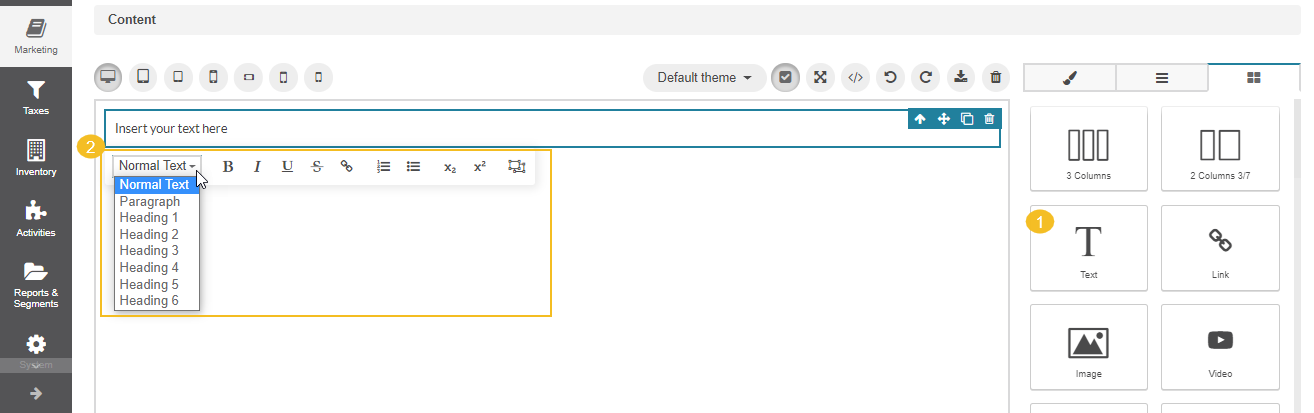 Content
Marketing
Taxes
Inventory
Activities
Reports &
Segments
System
Default theme
</>
Insert your text here
2
Normal Text
B I U S x₂ x²
Normal Text
Paragraph
Heading 1
Heading 2
Heading 3
Heading 4
Heading 5
Heading 6
3 Columns
2 Columns 3/7
1
T
Text
Link
Image
Video